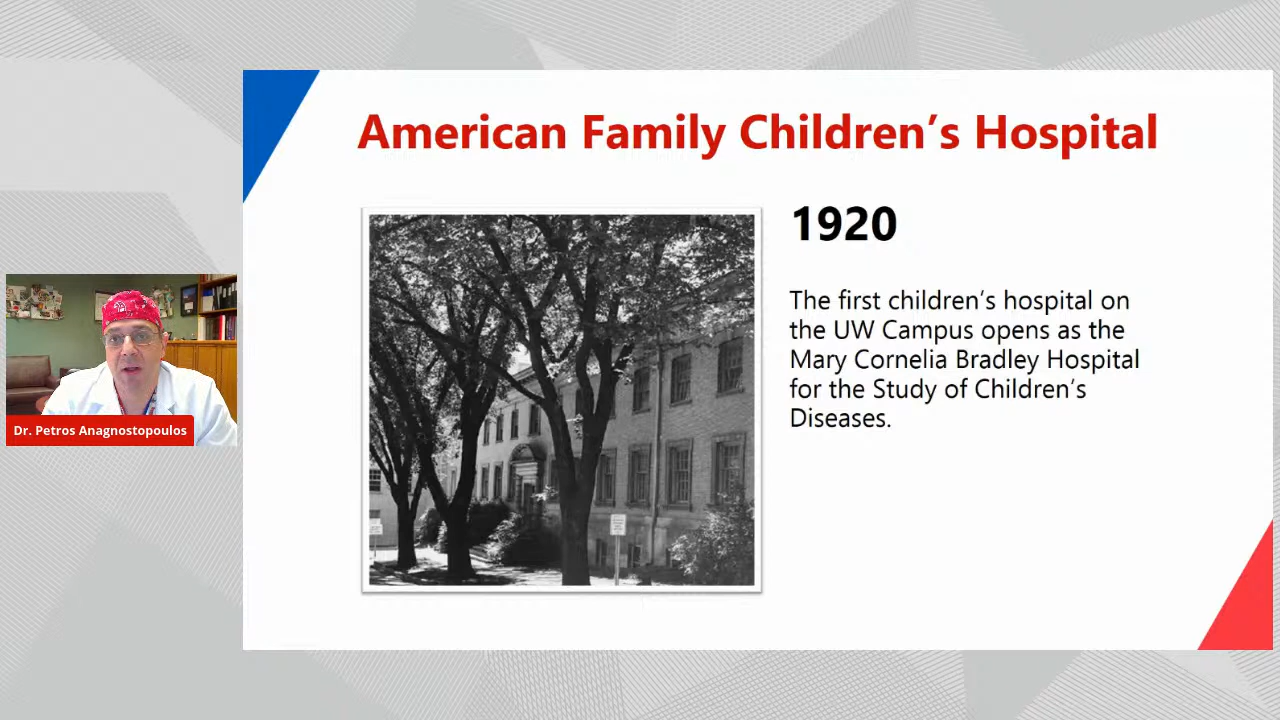 American Family Children’s Hospital
1920
The first children’s hospital on
the UW Campus opens as the
Mary Cornelia Bradley Hospital
for the Study of Children’s
Diseases.
Dr. Petros Anagnostopoulos